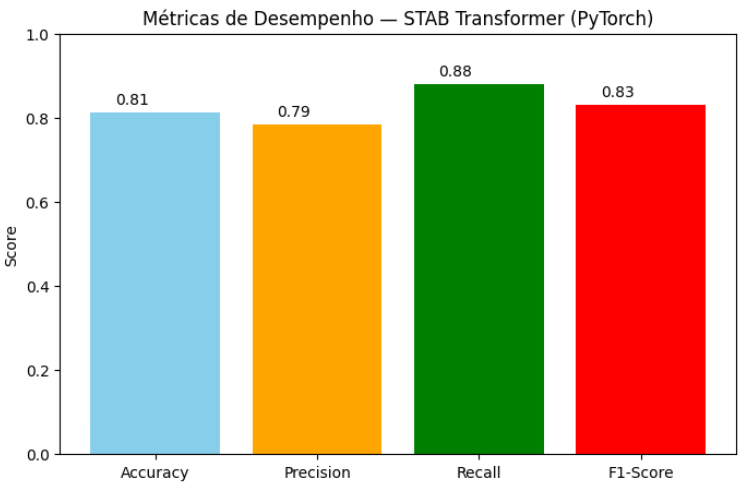 Métricas de Desempenho — STAB Transformer (PyTorch)
1.0
0.8
0.6
0.4
0.2
0.0
Score
0.81
0.79
0.88
0.83
Accuracy
Precision
Recall
F1-Score